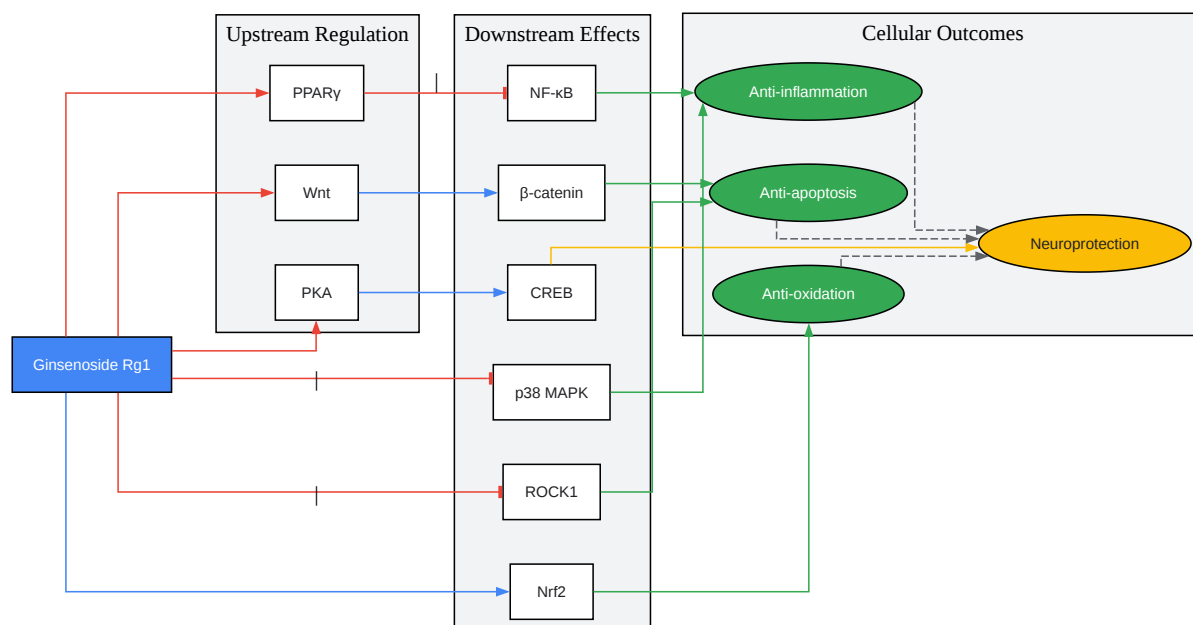 Upstream Regulation
Downstream Effects
Cellular Outcomes
PPARγ
NF-κB
Anti-inflammation
Wnt
β-catenin
Anti-apoptosis
Neuroprotection
PKA
CREB
Anti-oxidation
Ginsenoside Rg1
p38 MAPK
ROCK1
Nrf2